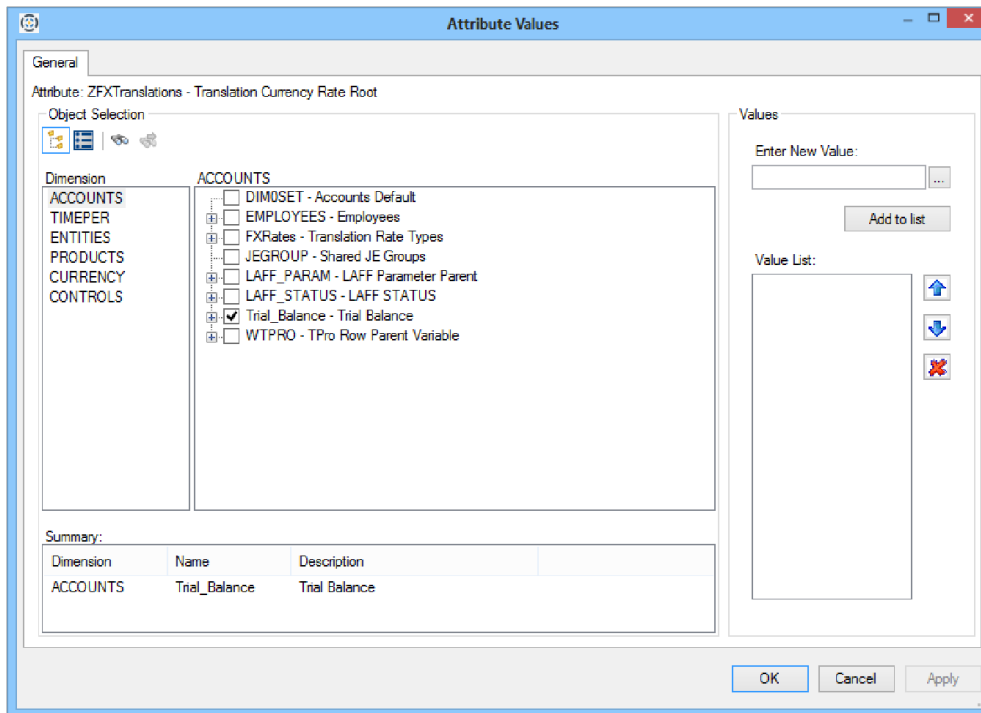 Attribute Values
General
Attribute: ZFXTranslations - Translation Currency Rate Root
Object Selection
Dimension
ACCOUNTS
TIMEPER
ENTITIES
PRODUCTS
CURRENCY
CONTROLS
ACCOUNTS
DIM0SET - Accounts Default
EMPLOYEES - Employees
FXRates - Translation Rate Types
JEGROUP - Shared JE Groups
LAFF_PARAM - LAFF Parameter Parent
LAFF_STATUS - LAFF STATUS
Trial_Balance - Trial Balance
WTPRO - TPro Row Parent Variable
Summary:
Dimension Name Description
ACCOUNTS Trial_Balance Trial Balance
Values
Enter New Value:
...
Add to list
Value List:
OK Cancel Apply